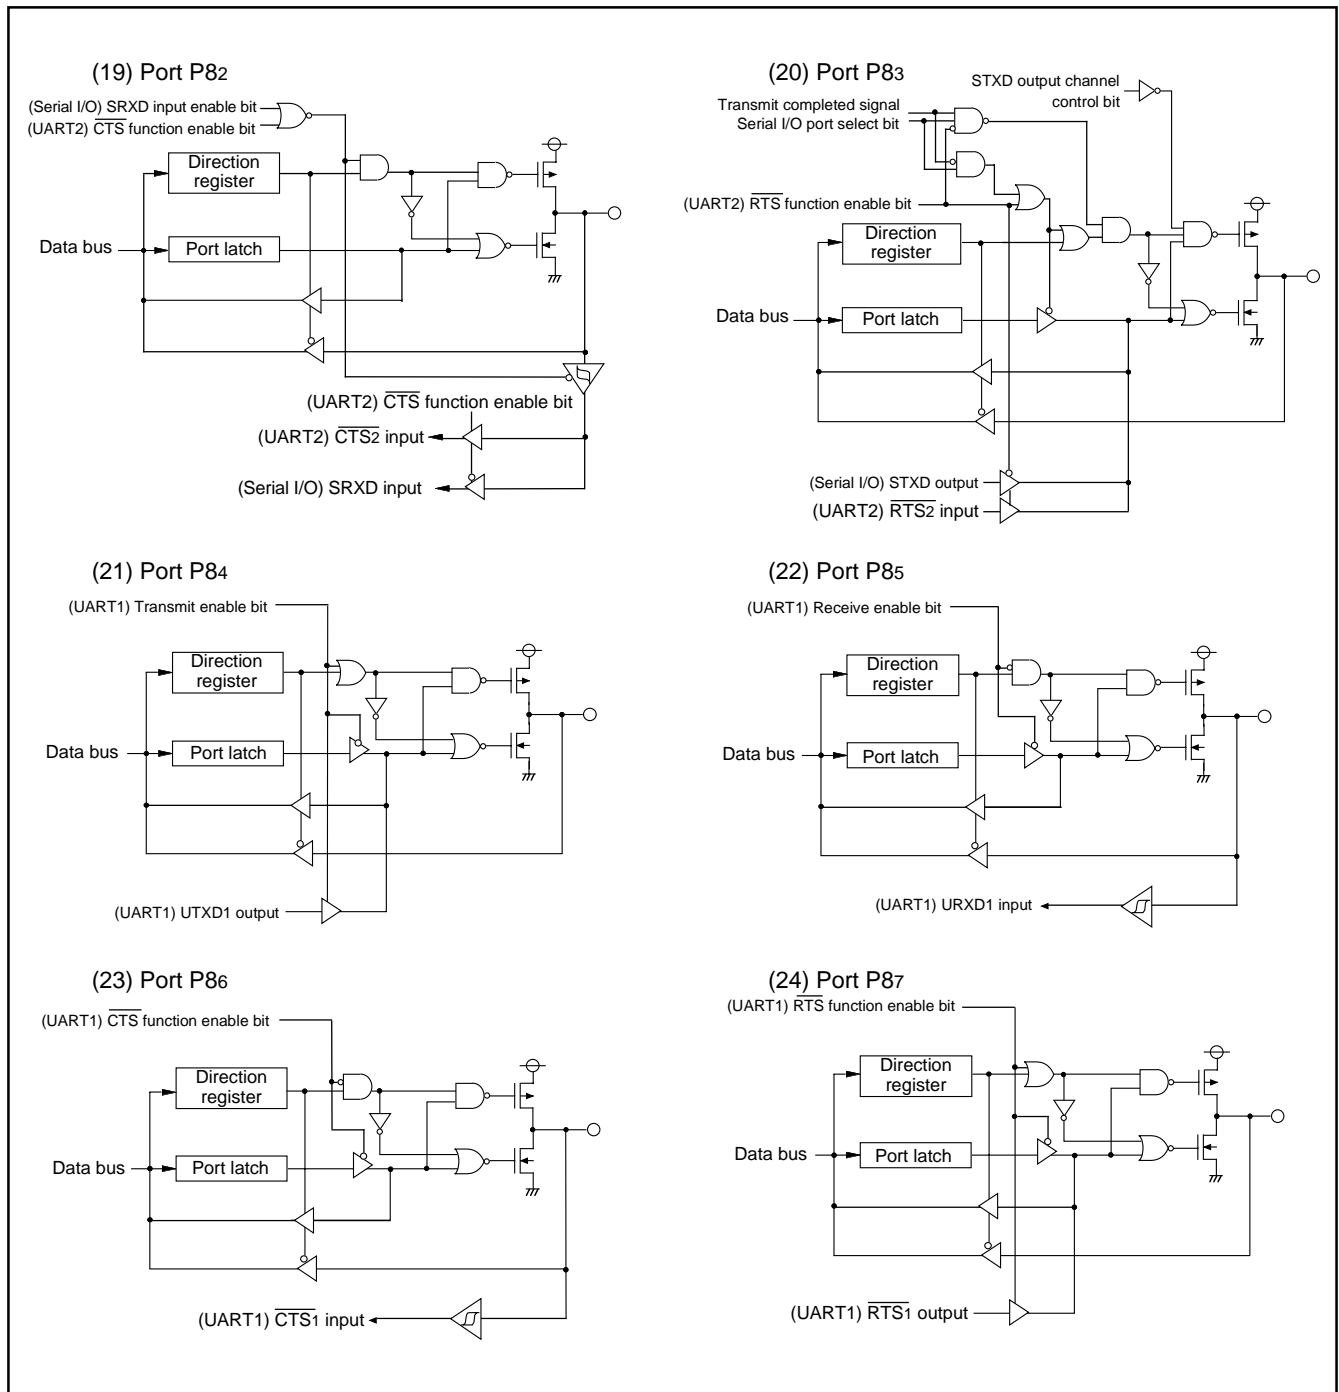 (19) Port P82
(Serial I/O) SRXD input enable bit
(UART2) CTS function enable bit
Direction
register
Data bus
Port latch
(UART2) CTS function enable bit
(UART2) CTS2 input
(Serial I/O) SRXD input
(20) Port P83
STXD output channel
control bit
Transmit completed signal
Serial I/O port select bit
(UART2) RTS function enable bit
Direction
register
Data bus
Port latch
(Serial I/O) STXD output
(UART2) RTS2 input
(21) Port P84
(UART1) Transmit enable bit
Direction
register
Data bus
Port latch
(UART1) UTXD1 output
(22) Port P85
(UART1) Receive enable bit
Direction
register
Data bus
Port latch
(UART1) URXD1 input
(23) Port P86
(UART1) CTS function enable bit
Direction
register
Data bus
Port latch
(UART1) CTS1 input
(24) Port P87
(UART1) RTS function enable bit
Direction
register
Data bus
Port latch
(UART1) RTS1 output